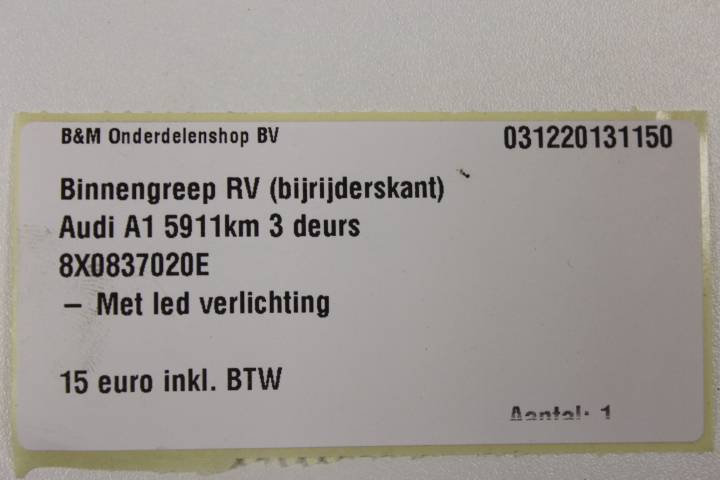 B&M Onderdelenshop BV 031220131150
Binnengreep RV (bijrijderskant)
Audi A1 5911km 3 deurs
8X0837020E
– Met led verlichting
15 euro inkl. BTW
Aantal: 1